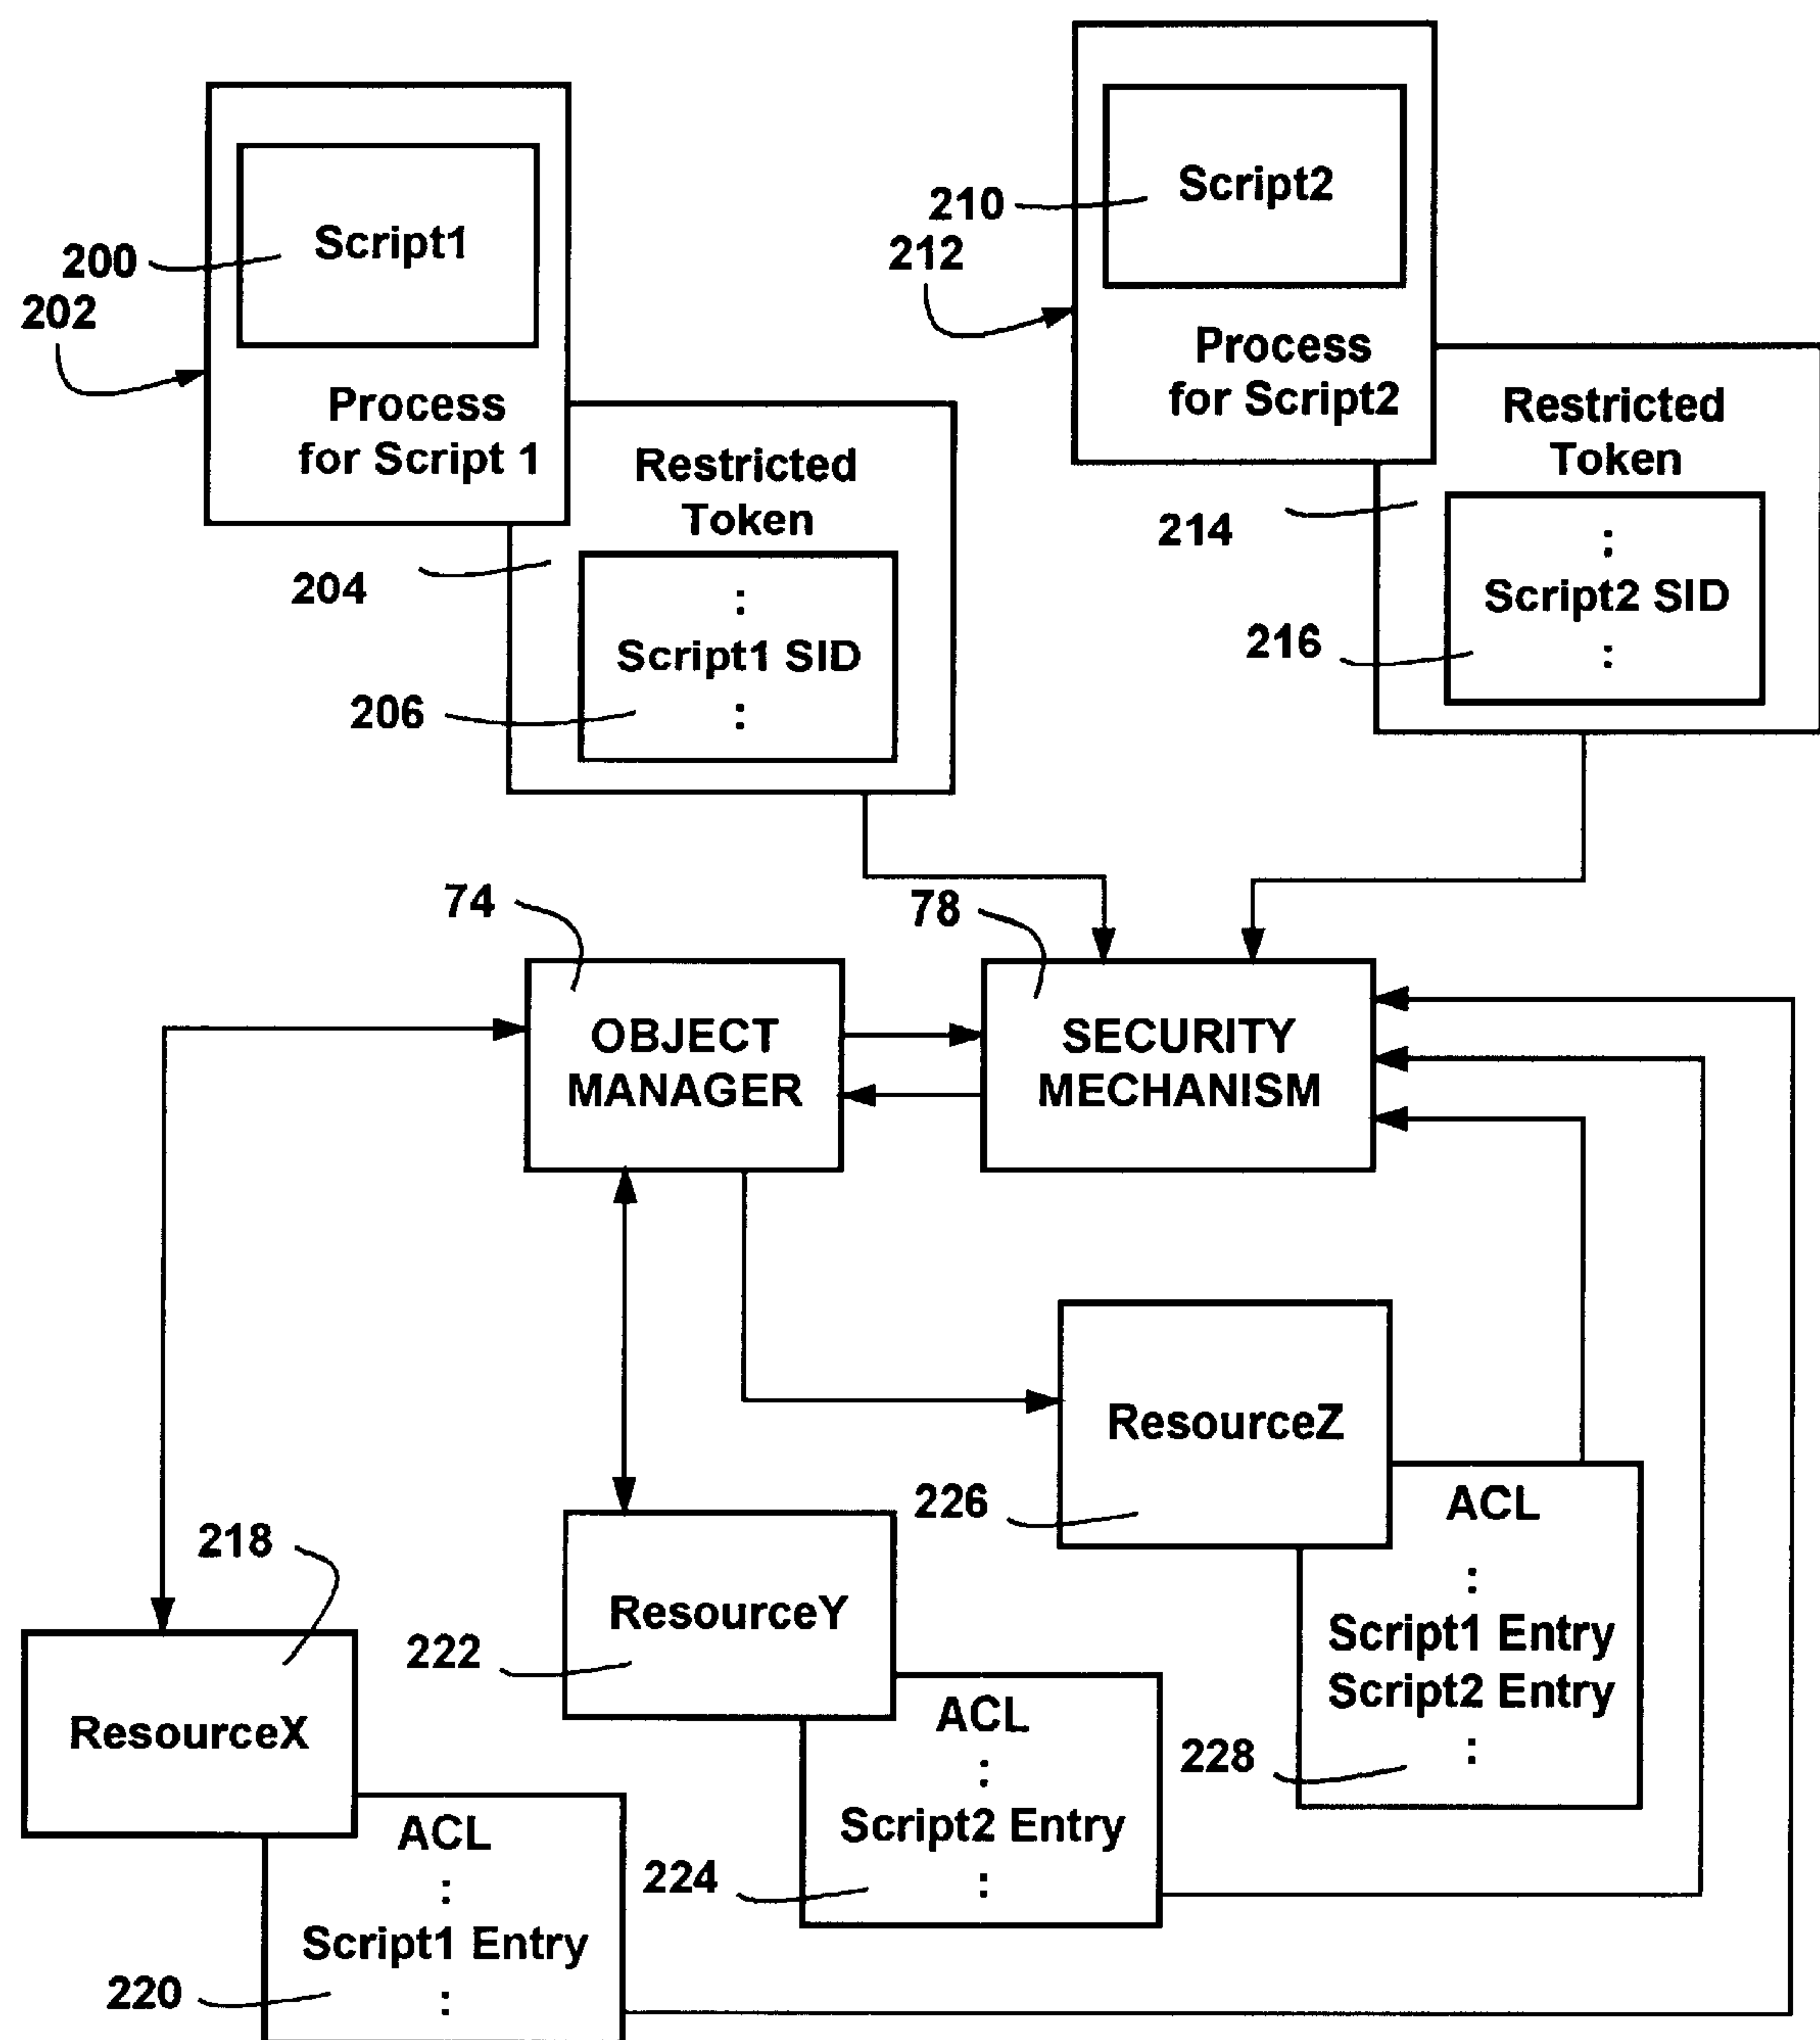 Script2
210
Script1
200
212
202
Process
for Script2
Process
for Script 1
Restricted
Token
Restricted
Token
214
:
Script2 SID
:
204
:
Script1 SID
:
216
206
74
78
OBJECT
MANAGER
SECURITY
MECHANISM
ResourceZ
226
ACL
:
Script1 Entry
Script2 Entry
:
228
218
ResourceY
222
ACL
:
Script2 Entry
:
224
ResourceX
ACL
:
Script1 Entry
:
220